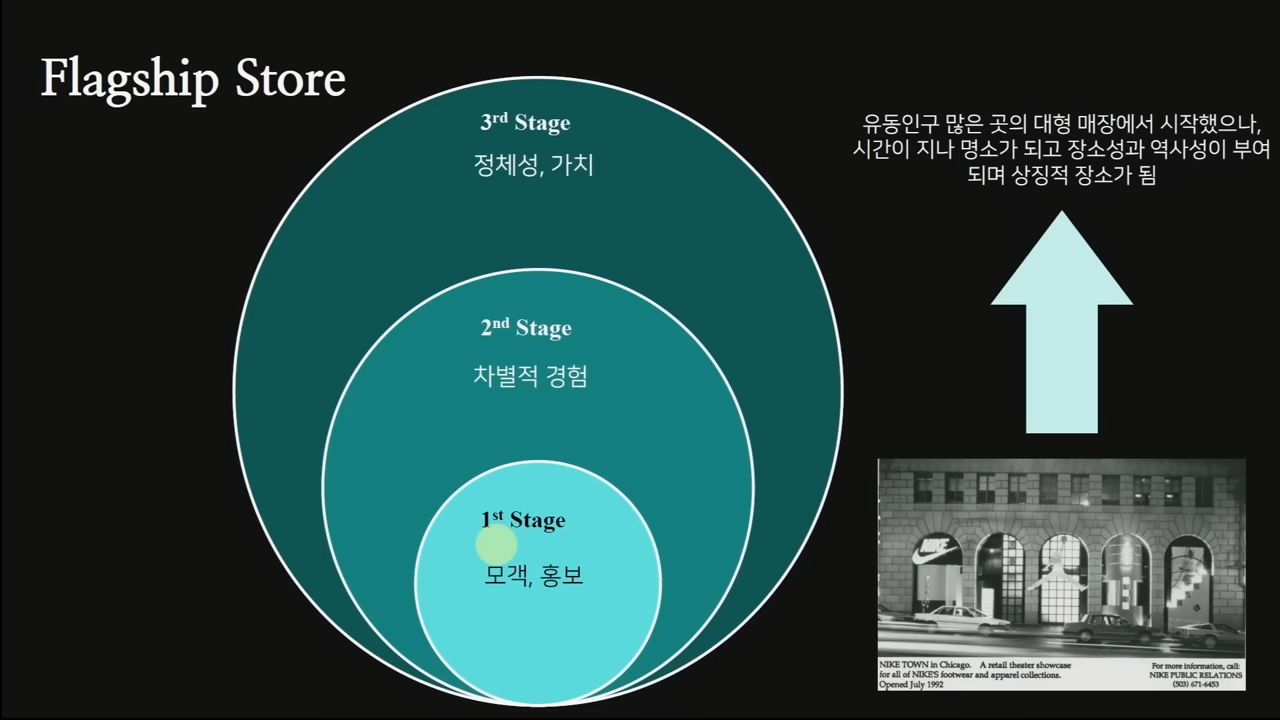 Flagship Store
3rd Stage
정체성, 가치
2nd Stage
차별적 경험
1st Stage
모객, 홍보
유동인구 많은 곳의 대형 매장에서 시작했으나,
시간이 지나 명소가 되고 장소성과 역사성이 부여
되며 상징적 장소가 됨
NIKE
NIKE TOWN in Chicago. A retail theater showcase
for all of NIKE'S footwear and apparel collections.
Opened July 1992
For more information, call:
NIKE PUBLIC RELATIONS
(503) 671-6453